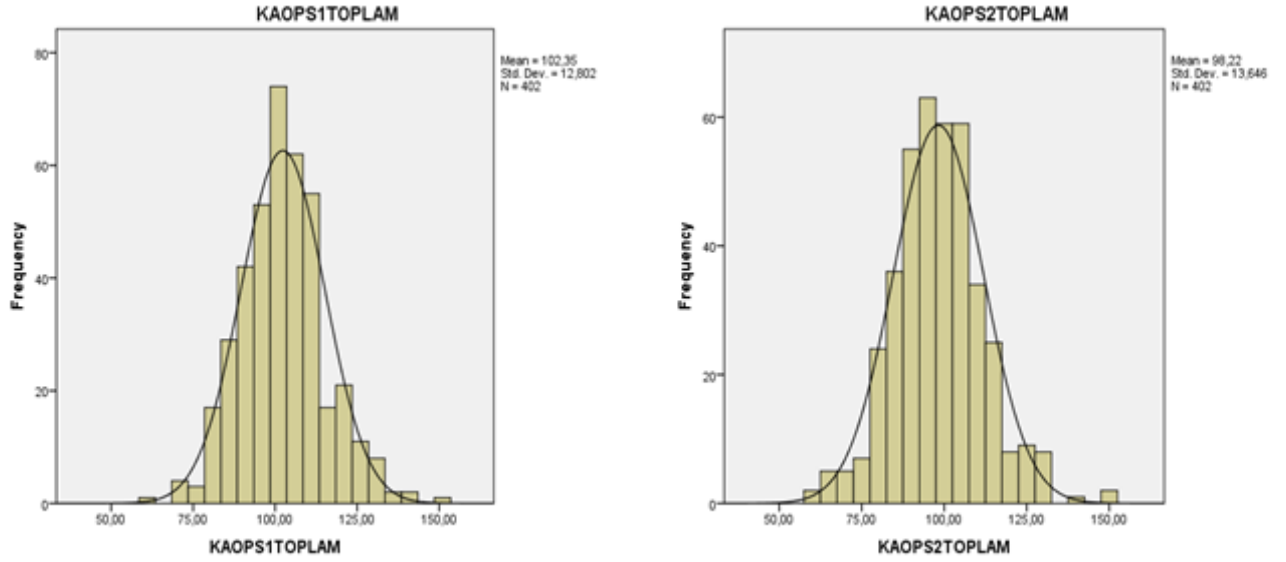 KAOPS1TOPLAM
Mean = 102,35
Std. Dev. = 12,802
N = 402
80
60
40
20
0
Frequency
50,00 75,00 100,00 125,00 150,00
KAOPS1TOPLAM
KAOPS2TOPLAM
Mean = 98,22
Std. Dev. = 13,646
N = 402
60
40
20
0
Frequency
50,00 75,00 100,00 125,00 150,00
KAOPS2TOPLAM